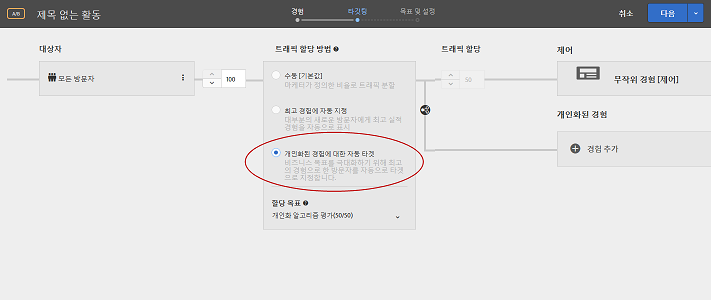 A/B 제목 없는 활동
경험 타깃팅 목표 및 설정
취소 다음
대상자
모든 방문자
100
트래픽 할당 방법
수동 [기본값]
마케터가 정의한 비율로 트래픽 분할
최고 경험에 자동 지정
대부분의 새로운 방문자에게 최고 실적
경험을 자동으로 표시
개인화된 경험에 대한 자동 타겟
비즈니스 목표를 극대화하기 위해 최고
의 경험으로 한 방문자를 자동으로 타겟
으로 지정합니다.
할당 목표
개인화 알고리즘 평가(50/50)
트래픽 할당
50
제어
무작위 경험 [제어]
개인화된 경험
경험 추가